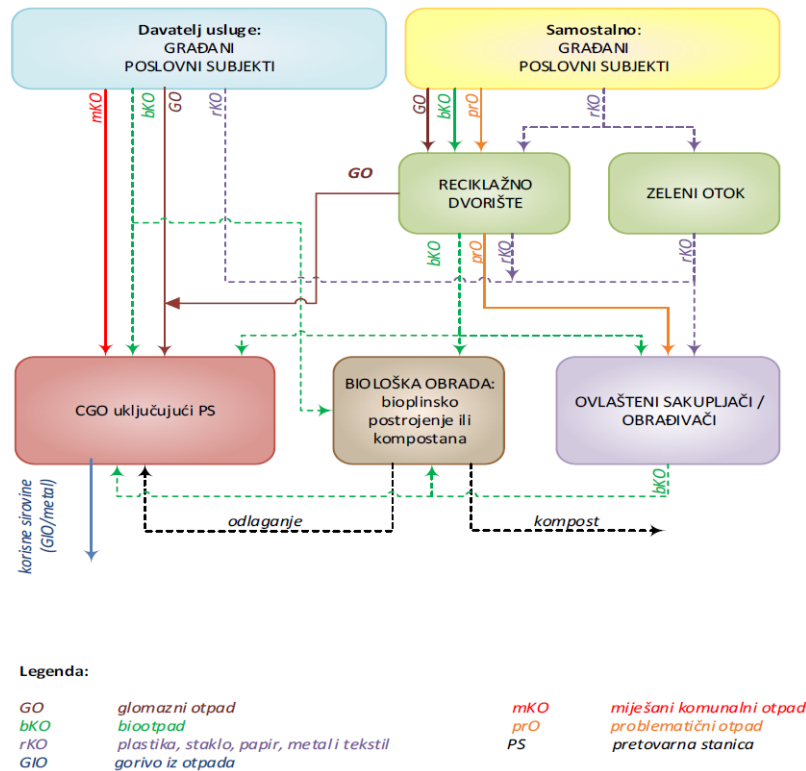 Davatelj usluge:
GRAĐANI
POSLOVNI SUBJEKTI
Samostalno:
GRAĐANI
POSLOVNI SUBJEKTI
mKO
bKO
GO
rKO
GO
bKO
prO
rKO
GO
RECIKLAŽNO
DVORIŠTE
ZELENI OTOK
bKO
prO
rKO
rKO
CGO uključujući PS
BIOLOŠKA OBRADA:
bioplinsko
postrojenje ili
kompostana
OVLAŠTENI SAKUPLJAČI /
OBRAĐIVAČI
bKO
korisne sirovine
(GIO/metal)
odlaganje
kompost
Legenda:
GO glomazni otpad
mKO miješani komunalni otpad
bKO biootpad
prO problematični otpad
rKO plastika, staklo, papir, metal i tekstil
PS pretovarna stanica
GIO gorivo iz otpada